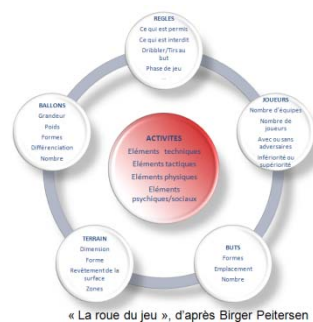 REGLES
Ce qui est permis
Ce qui est interdit
Dribbler/Tirs au
but
Phase de jeu
...
JOUEURS
Nombre d'équipes
Nombre de
joueurs
Avec ou sans
adversaires
Infériorité ou
supériorité
BUTS
Formes
Emplacement
Nombre
TERRAIN
Dimension
Forme
Revêtement de la
surface
Zones
BALLONS
Grandeur
Poids
Formes
Différenciation
Nombre
ACTIVITES
Eléments techniques
Eléments tactiques
Eléments physiques
Eléments
psychiques/sociaux
« La roue du jeu », d'après Birger Peitersen